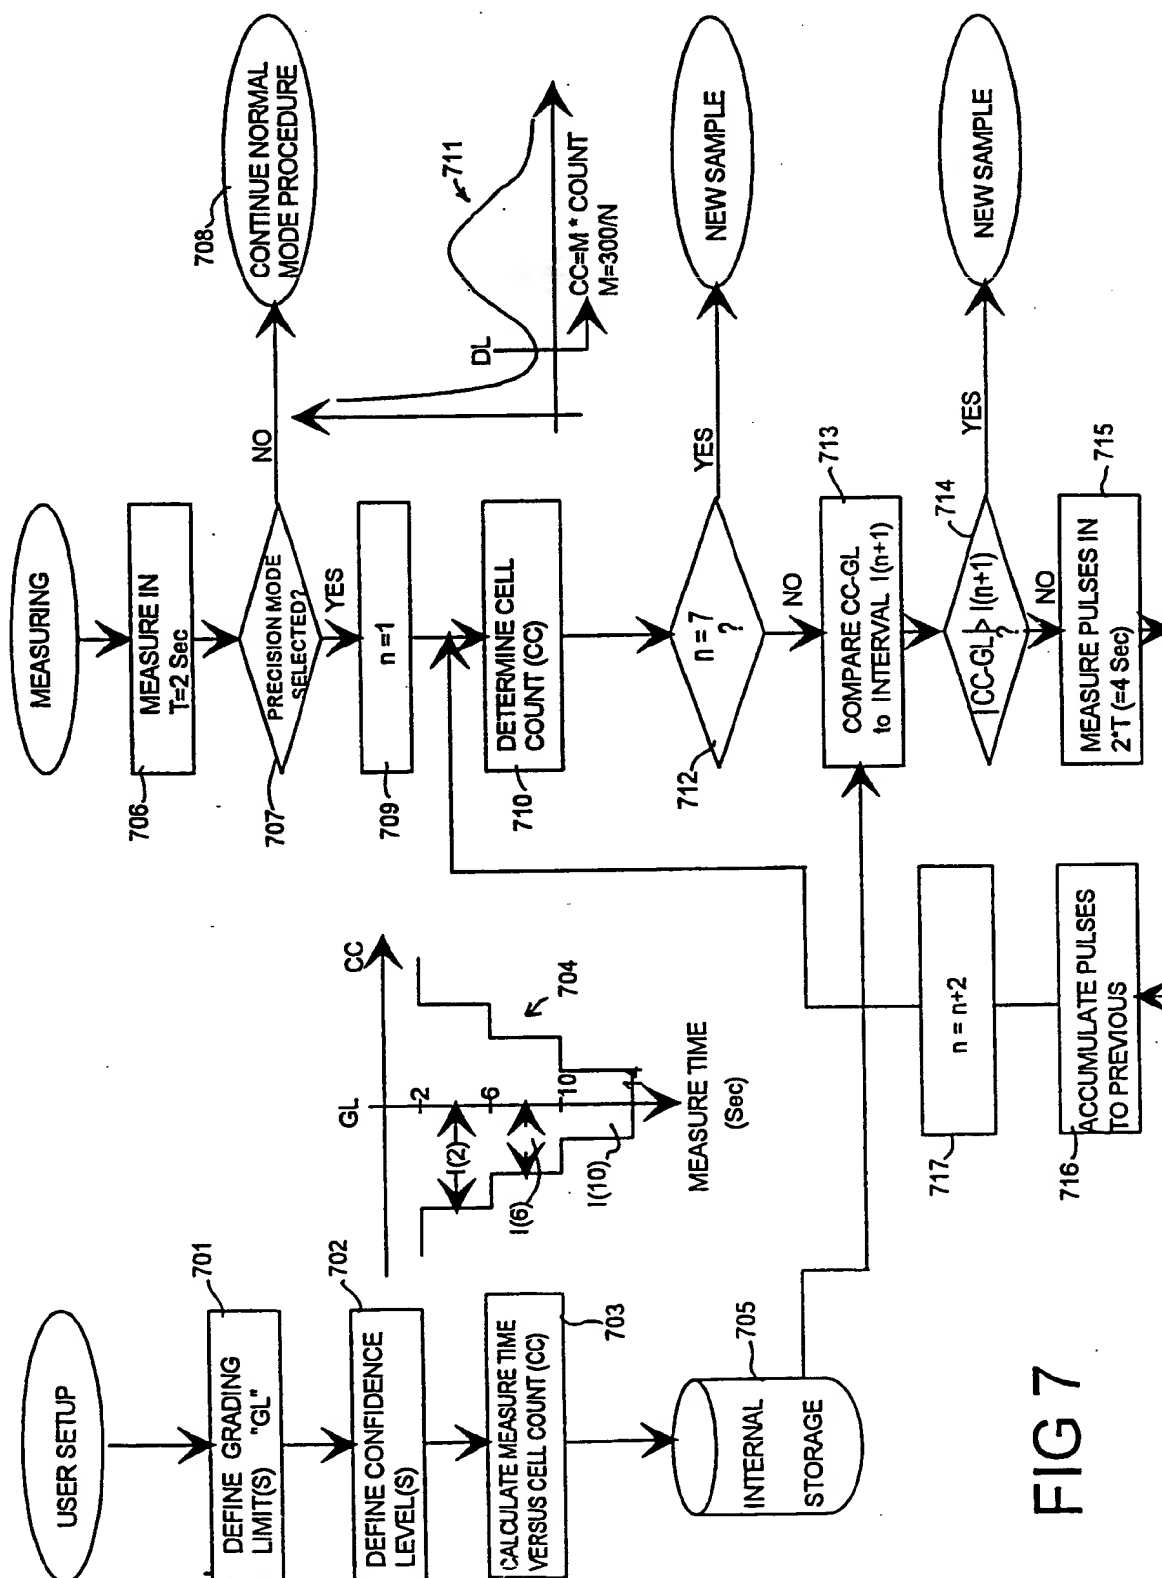 USER SETUP
701
DEFINE GRADING
LIMIT(S) "GL"
702
DEFINE CONFIDENCE
LEVEL(S)
703
CALCULATE MEASURE TIME
VERSUS CELL COUNT (CC)
705
INTERNAL
STORAGE
GL
CC
704
2
6
10
I(2)
I(6)
I(10)
MEASURE TIME
(Sec)
MEASURING
706
MEASURE IN
T=2 Sec
707
PRECISION MODE
SELECTED?
NO
YES
708
CONTINUE NORMAL
MODE PROCEDURE
709
n =1
710
DETERMINE CELL
COUNT (CC)
711
DL
CC=M * COUNT
M=300/N
712
n = 7
?
YES
NEW SAMPLE
NO
713
COMPARE CC-GL
to INTERVAL I(n+1)
714
|CC-GL|> I(n+1)
?
YES
NEW SAMPLE
NO
715
MEASURE PULSES IN
2*T (=4 Sec)
716
ACCUMULATE PULSES
TO PREVIOUS
717
n = n+2
FIG 7